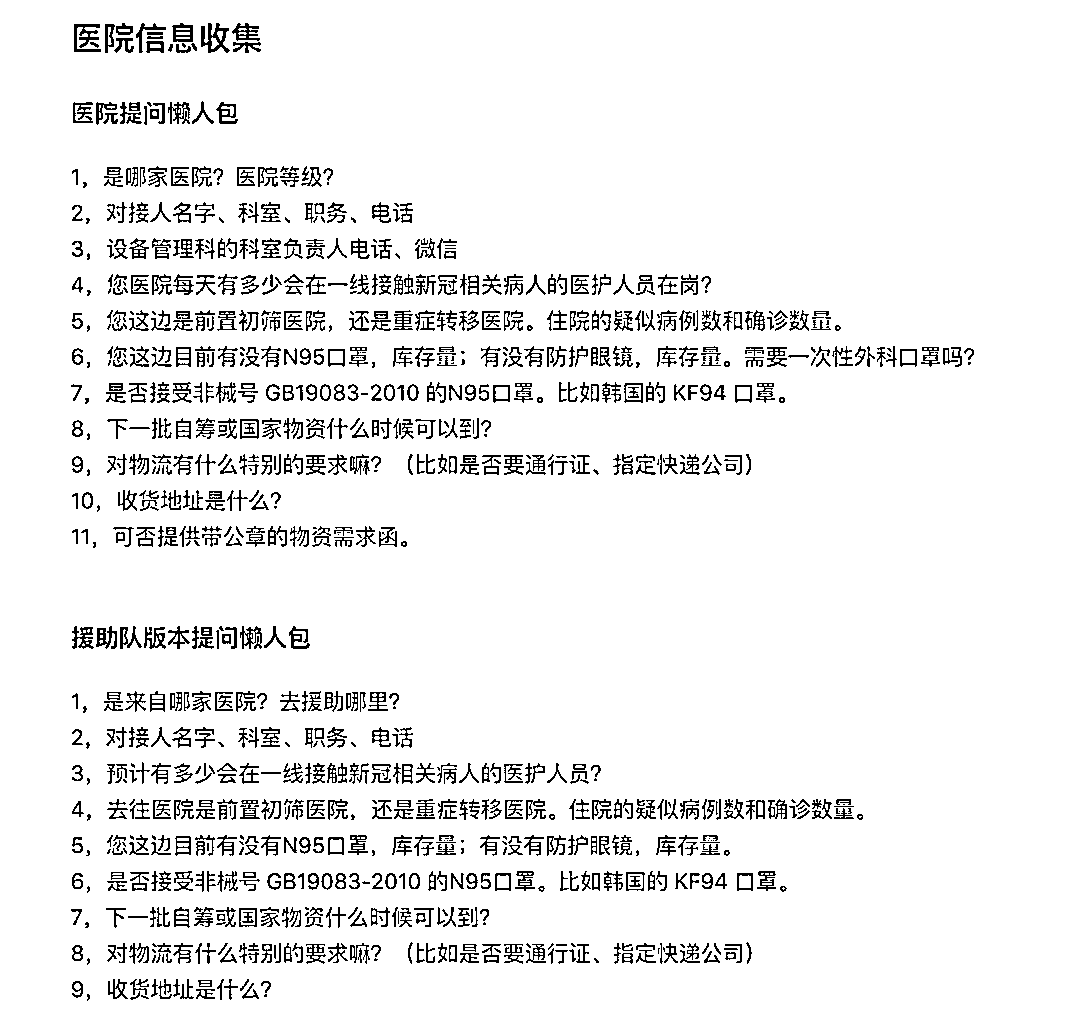 医院信息收集
医院提问懒人包
1，是哪家医院？医院等级？
2，对接人名字、科室、职务、电话
3，设备管理科的科室负责人电话、微信
4，您医院每天有多少会在一线接触新冠相关病人的医护人员在岗？
5，您这边是前置初筛医院，还是重症转移医院。住院的疑似病例数和确诊数量。
6，您这边目前有没有N95口罩，库存量；有没有防护眼镜，库存量。需要一次性外科口罩吗？
7，是否接受非械号 GB19083-2010 的N95口罩。比如韩国的 KF94 口罩。
8，下一批自筹或国家物资什么时候可以到？
9，对物流有什么特别的要求嘛？（比如是否要通行证、指定快递公司）
10，收货地址是什么？
11，可否提供带公章的物资需求函。
援助队版本提问懒人包
1，是来自哪家医院？去援助哪里？
2，对接人名字、科室、职务、电话
3，预计有多少会在一线接触新冠相关病人的医护人员？
4，去往医院是前置初筛医院，还是重症转移医院。住院的疑似病例数和确诊数量。
5，您这边目前有没有N95口罩，库存量；有没有防护眼镜，库存量。
6，是否接受非械号 GB19083-2010 的N95口罩。比如韩国的 KF94 口罩。
7，下一批自筹或国家物资什么时候可以到？
8，对物流有什么特别的要求嘛？（比如是否要通行证、指定快递公司）
9，收货地址是什么？